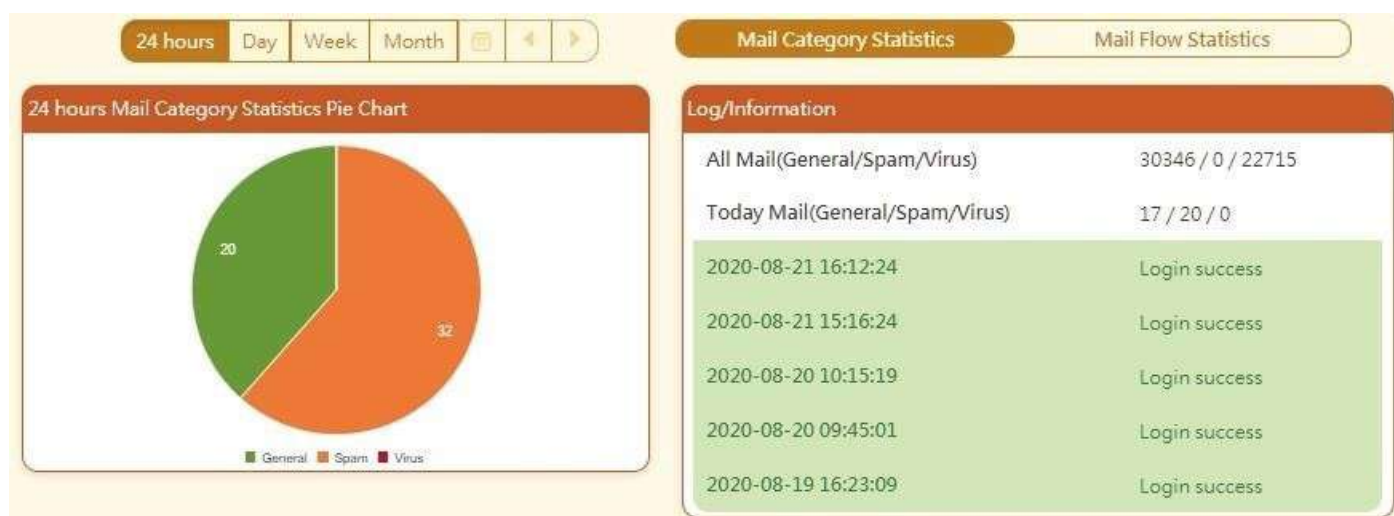 24 hours Day Week Month
Mail Category Statistics Mail Flow Statistics
24 hours Mail Category Statistics Pie Chart
20
32
General Spam Virus
Log/Information
All Mail(General/Spam/Virus) 30346 / 0 / 22715
Today Mail(General/Spam/Virus) 17 / 20 / 0
2020-08-21 16:12:24 Login success
2020-08-21 15:16:24 Login success
2020-08-20 10:15:19 Login success
2020-08-20 09:45:01 Login success
2020-08-19 16:23:09 Login success